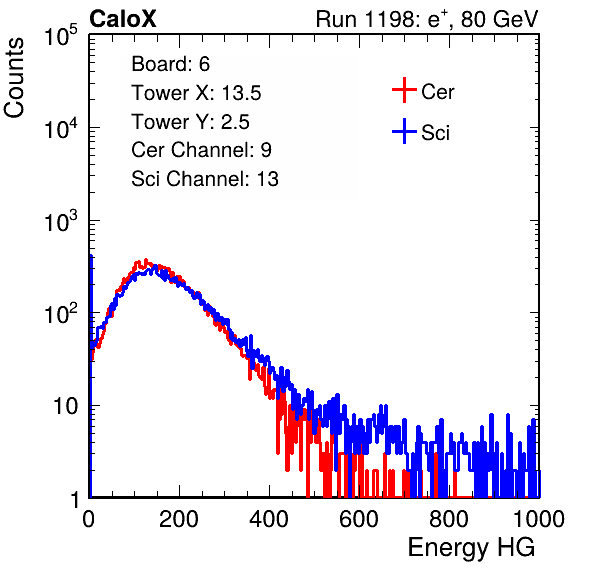 CaloX Run 1198: e⁺, 80 GeV
Counts
Board: 6
Tower X: 13.5
Tower Y: 2.5
Cer Channel: 9
Sci Channel: 13
Cer
Sci
10⁵
10⁴
10³
10²
10
1
0 200 400 600 800 1000
Energy HG